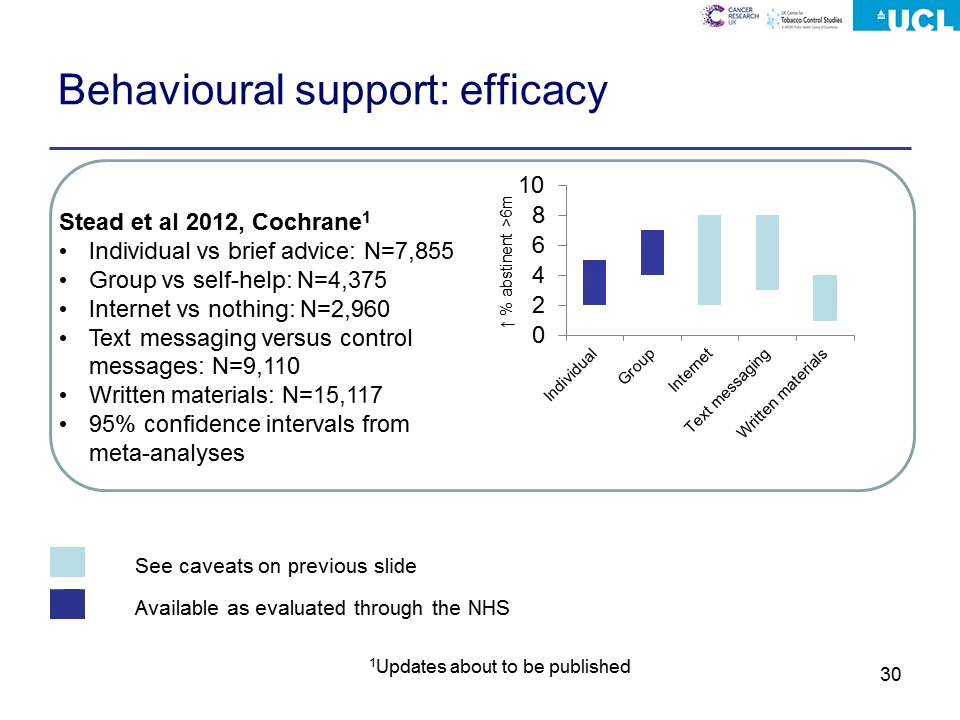 CANCER
RESEARCH
UK
UK Centre for
Tobacco Control Studies
UCL
Behavioural support: efficacy
Stead et al 2012, Cochrane1
• Individual vs brief advice: N=7,855
• Group vs self-help: N=4,375
• Internet vs nothing: N=2,960
• Text messaging versus control
messages: N=9,110
• Written materials: N=15,117
• 95% confidence intervals from
meta-analyses
↑ % abstinent >6m
10
8
6
4
2
0
Individual
Group
Internet
Text messaging
Written materials
See caveats on previous slide
Available as evaluated through the NHS
1Updates about to be published
30